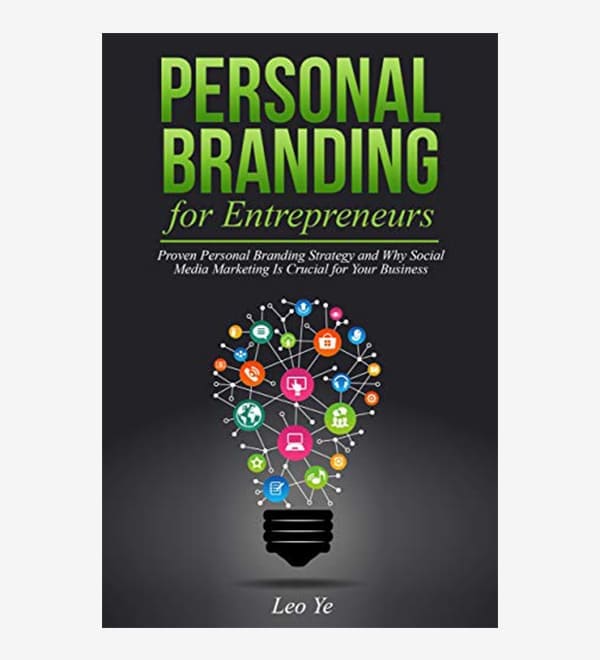 PERSONAL
BRANDING
for Entrepreneurs
Proven Personal Branding Strategy and Why Social
Media Marketing Is Crucial for Your Business
Leo Ye